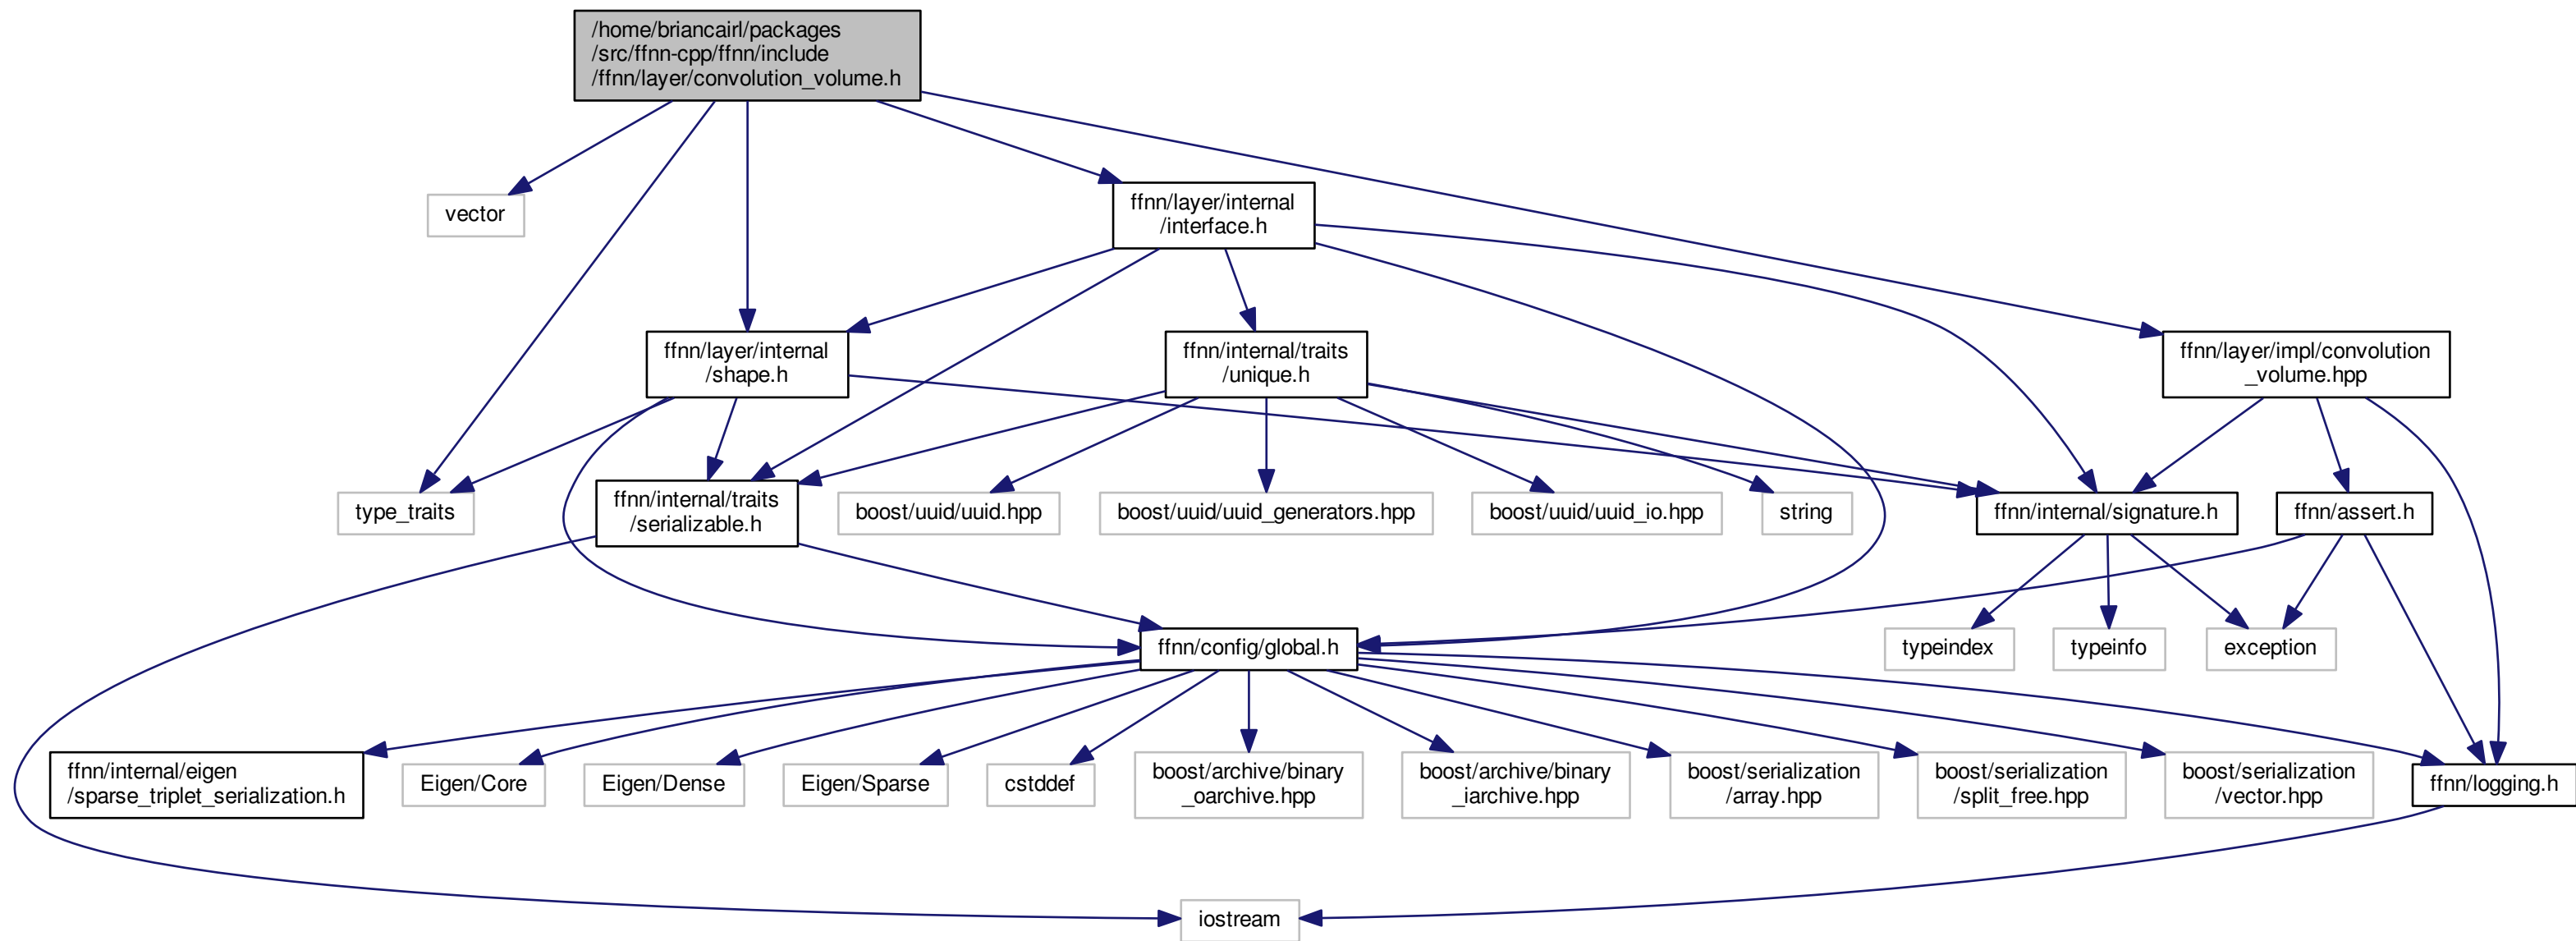 /home/briancairl/packages
/src/ffnn-cpp/ffnn/include
/ffnn/layer/convolution_volume.h
vector
ffnn/layer/internal
/interface.h
ffnn/layer/internal
/shape.h
ffnn/internal/traits
/unique.h
ffnn/layer/impl/convolution
_volume.hpp
type_traits
ffnn/internal/traits
/serializable.h
boost/uuid/uuid.hpp
boost/uuid/uuid_generators.hpp
boost/uuid/uuid_io.hpp
string
ffnn/internal/signature.h
ffnn/assert.h
ffnn/config/global.h
typeindex
typeinfo
exception
ffnn/internal/eigen
/sparse_triplet_serialization.h
Eigen/Core
Eigen/Dense
Eigen/Sparse
cstddef
boost/archive/binary
_oarchive.hpp
boost/archive/binary
_iarchive.hpp
boost/serialization
/array.hpp
boost/serialization
/split_free.hpp
boost/serialization
/vector.hpp
ffnn/logging.h
iostream